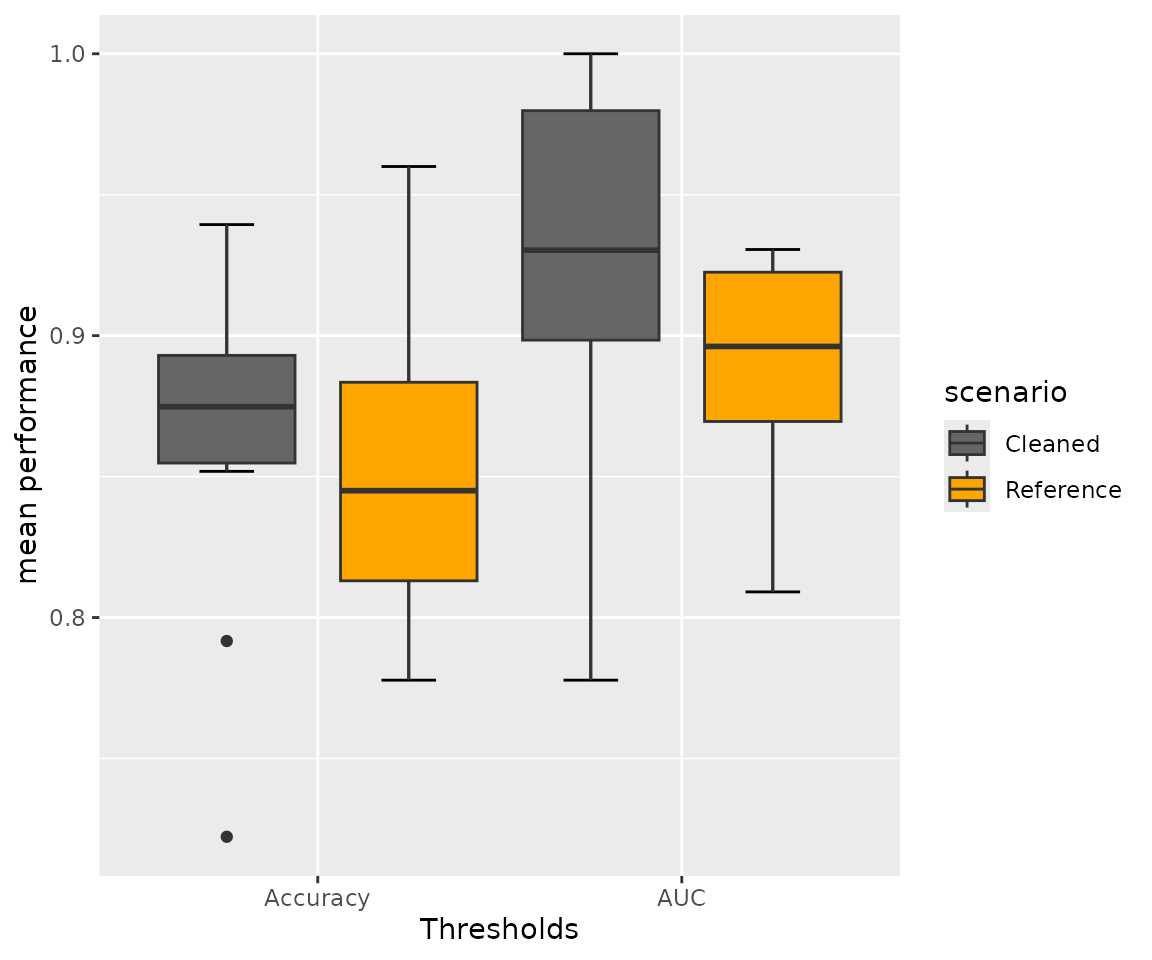 1.0
0.9
0.8
mean performance
Accuracy
AUC
Thresholds
scenario
Cleaned
Reference